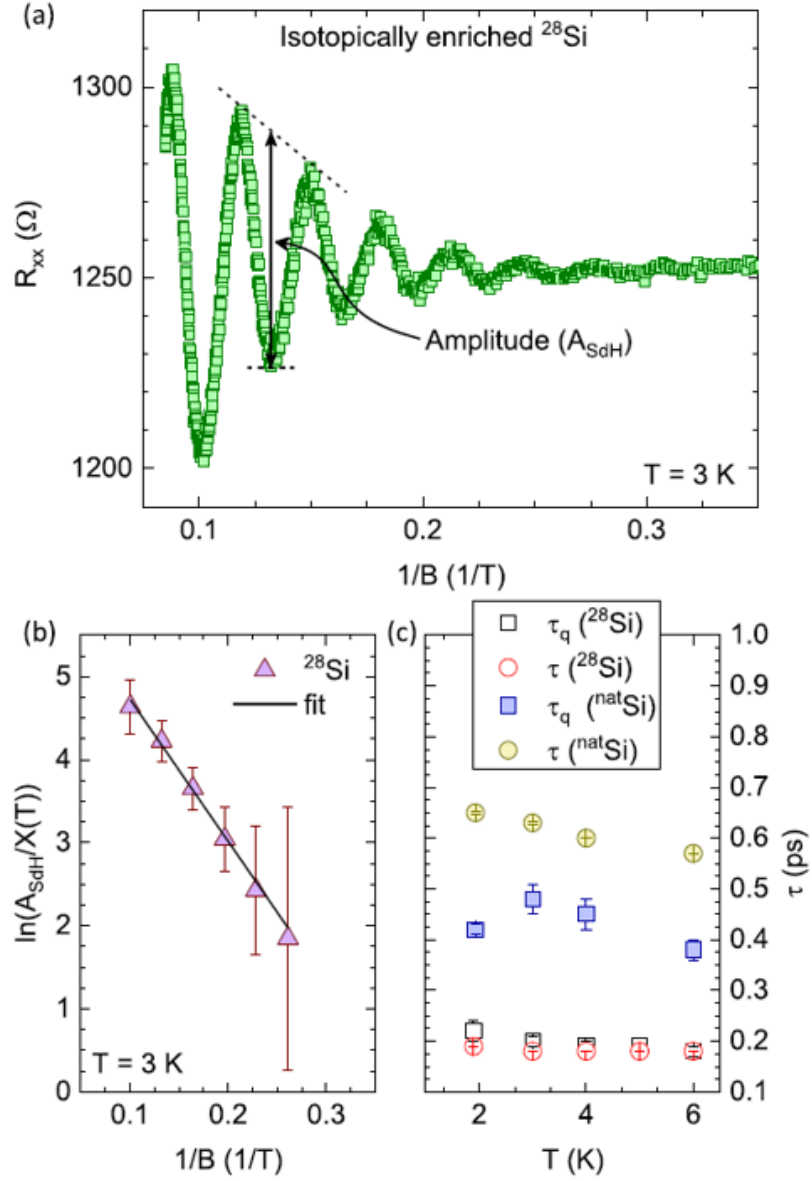 (a)
Isotopically enriched ²⁸Si
1300
1250
1200
Rₓₓ (Ω)
Amplitude (A_SdH)
T = 3 K
0.1 0.2 0.3
1/B (1/T)
(b)
²⁸Si
fit
5
4
3
2
1
0
ln(A_SdH/X(T))
T = 3 K
0.1 0.2 0.3
1/B (1/T)
(c)
τ_q (²⁸Si)
τ (²⁸Si)
τ_q (ⁿᵃᵗSi)
τ (ⁿᵃᵗSi)
1.0
0.9
0.8
0.7
0.6
0.5
0.4
0.3
0.2
0.1
τ (ps)
2 4 6
T (K)